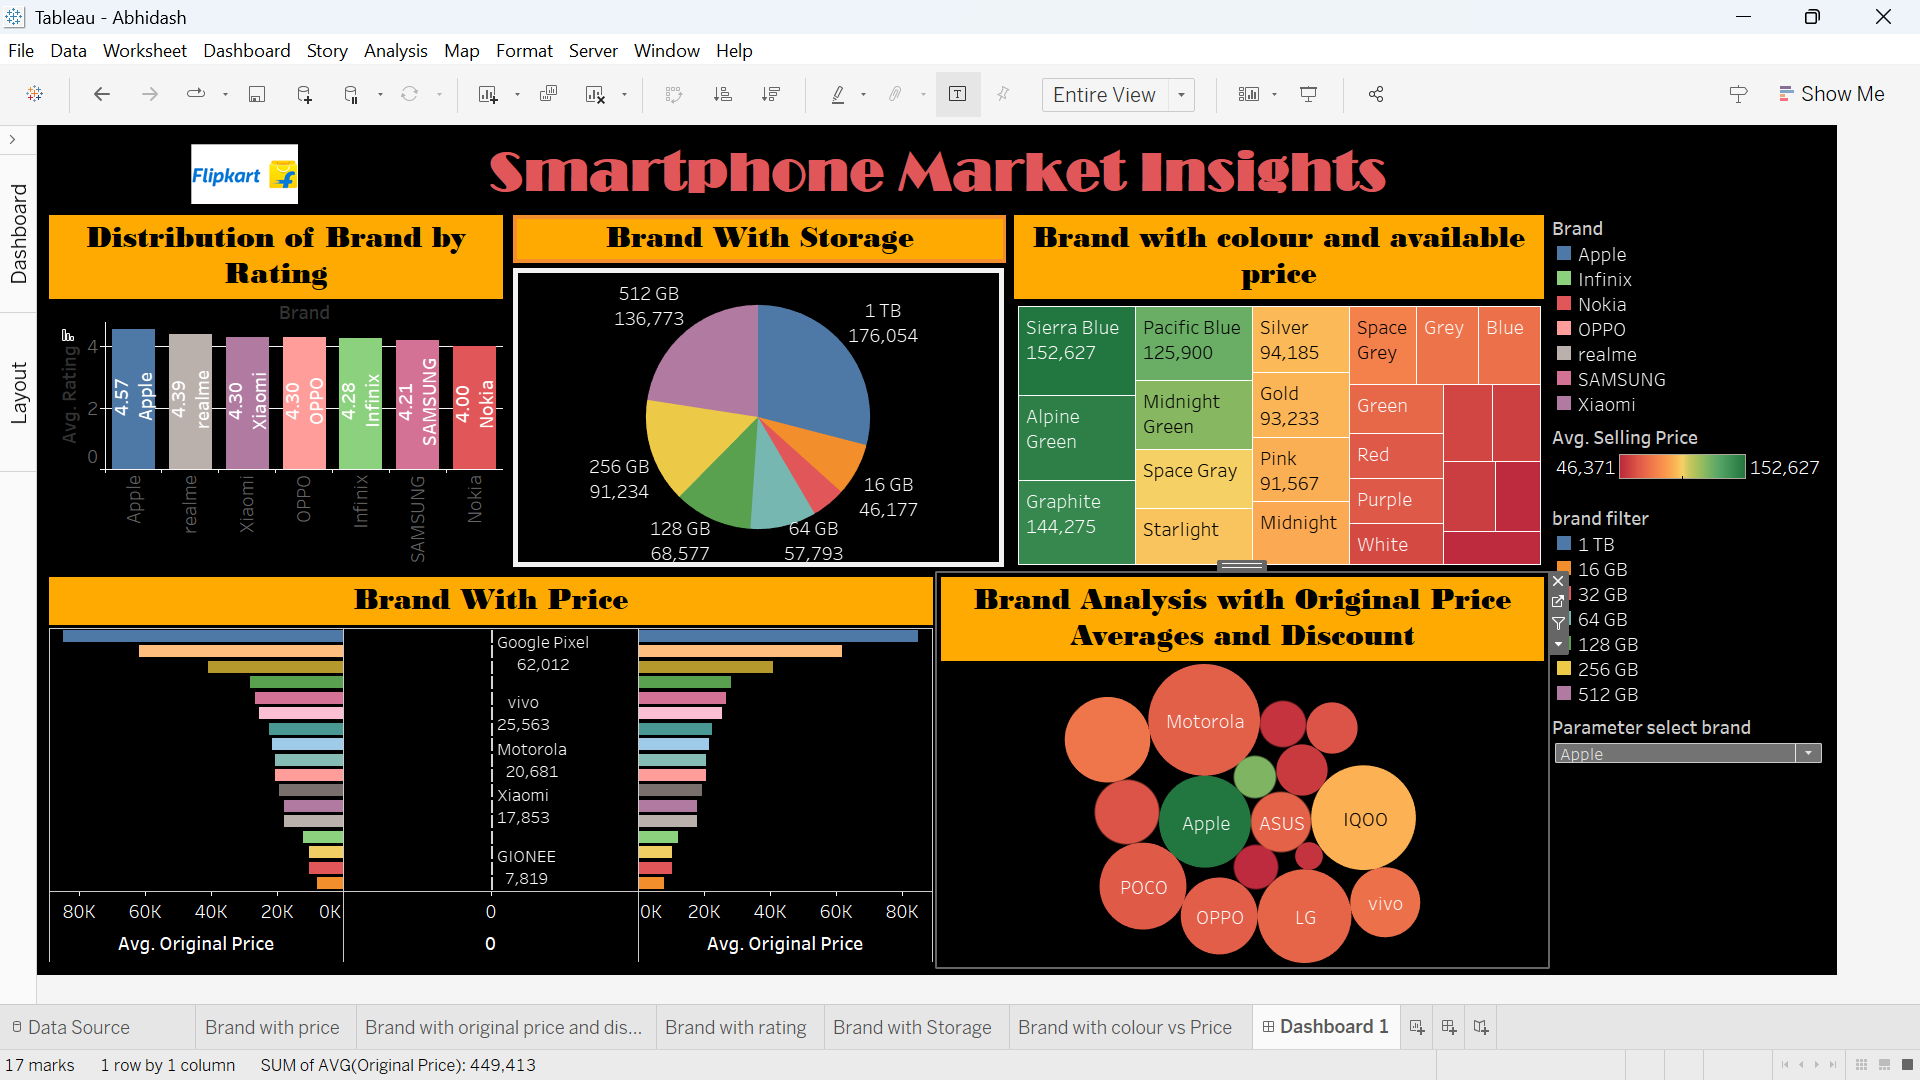 Tableau - Abhidash
File Data Worksheet Dashboard Story Analysis Map Format Server Window Help
Entire View
Show Me
Dashboard
Layout
Flipkart
Smartphone Market Insights
Distribution of Brand by
Rating
Brand
Avg. Rating
4
2
0
4.57
Apple
4.39
realme
4.30
Xiaomi
4.30
OPPO
4.28
Infinix
4.21
SAMSUNG
4.00
Nokia
Apple
realme
Xiaomi
OPPO
Infinix
SAMSUNG
Nokia
Brand With Storage
512 GB
136,773
1 TB
176,054
256 GB
91,234
16 GB
46,177
128 GB
68,577
64 GB
57,793
Brand with colour and available
price
Sierra Blue
152,627
Alpine
Green
Graphite
144,275
Pacific Blue
125,900
Midnight
Green
Space Gray
Starlight
Silver
94,185
Gold
93,233
Pink
91,567
Midnight
Space
Grey
Grey
Blue
Green
Red
Purple
White
Brand
Apple
Infinix
Nokia
OPPO
realme
SAMSUNG
Xiaomi
Avg. Selling Price
46,371 152,627
brand filter
1 TB
16 GB
32 GB
64 GB
128 GB
256 GB
512 GB
Parameter select brand
Apple
Brand With Price
Google Pixel
62,012
vivo
25,563
Motorola
20,681
Xiaomi
17,853
GIONEE
7,819
80K 60K 40K 20K 0K
0
0K 20K 40K 60K 80K
Avg. Original Price
0
Avg. Original Price
Brand Analysis with Original Price
Averages and Discount
Motorola
Apple
ASUS
IQOO
POCO
OPPO
LG
vivo
Data Source
Brand with price
Brand with original price and dis...
Brand with rating
Brand with Storage
Brand with colour vs Price
Dashboard 1
17 marks 1 row by 1 column SUM of AVG(Original Price): 449,413